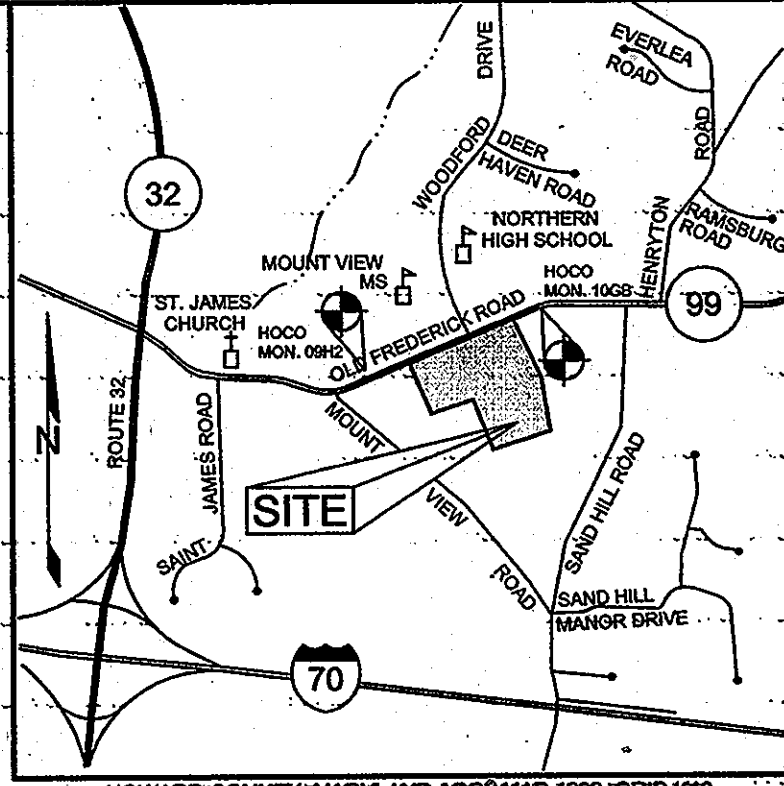 EVERLEA
ROAD
DRIVE
WOODFORD
DEER
HAVEN ROAD
ROAD
HENRYTON
RAMSBURG
ROAD
32
NORTHERN
HIGH SCHOOL
MOUNT VIEW
MS
HOCO
MON. 10GB
99
ST. JAMES
CHURCH
HOCO
MON. 09H2
OLD FREDERICK ROAD
N
ROUTE 32
JAMES ROAD
SAINT
MOUNT
VIEW
ROAD
SITE
SAND HILL ROAD
SAND HILL
MANOR DRIVE
70